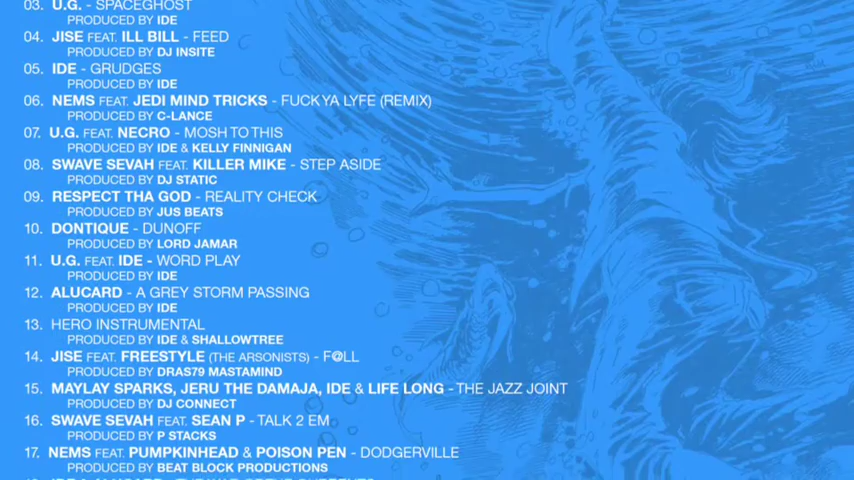 03. U.G. - SPACEGHOST
PRODUCED BY IDE
04. JISE FEAT. ILL BILL - FEED
PRODUCED BY DJ INSITE
05. IDE - GRUDGES
PRODUCED BY IDE
06. NEMS FEAT. JEDI MIND TRICKS - FUCK YA LYFE (REMIX)
PRODUCED BY C-LANCE
07. U.G. FEAT. NECRO - MOSH TO THIS
PRODUCED BY IDE & KELLY FINNIGAN
08. SWAVE SEVAH FEAT. KILLER MIKE - STEP ASIDE
PRODUCED BY DJ STATIC
09. RESPECT THA GOD - REALITY CHECK
PRODUCED BY JUS BEATS
10. DONTIQUE - DUNOFF
PRODUCED BY LORD JAMAR
11. U.G. FEAT. IDE - WORD PLAY
PRODUCED BY IDE
12. ALUCARD - A GREY STORM PASSING
PRODUCED BY IDE
13. HERO INSTRUMENTAL
PRODUCED BY IDE & SHALLOWTREE
14. JISE FEAT. FREESTYLE (THE ARSONISTS) - F@LL
PRODUCED BY DRAS79 MASTAMIND
15. MAYLAY SPARKS, JERU THE DAMAJA, IDE & LIFE LONG - THE JAZZ JOINT
PRODUCED BY DJ CONNECT
16. SWAVE SEVAH FEAT. SEAN P - TALK 2 EM
PRODUCED BY P STACKS
17. NEMS FEAT. PUMPKINHEAD & POISON PEN - DODGERVILLE
PRODUCED BY BEAT BLOCK PRODUCTIONS